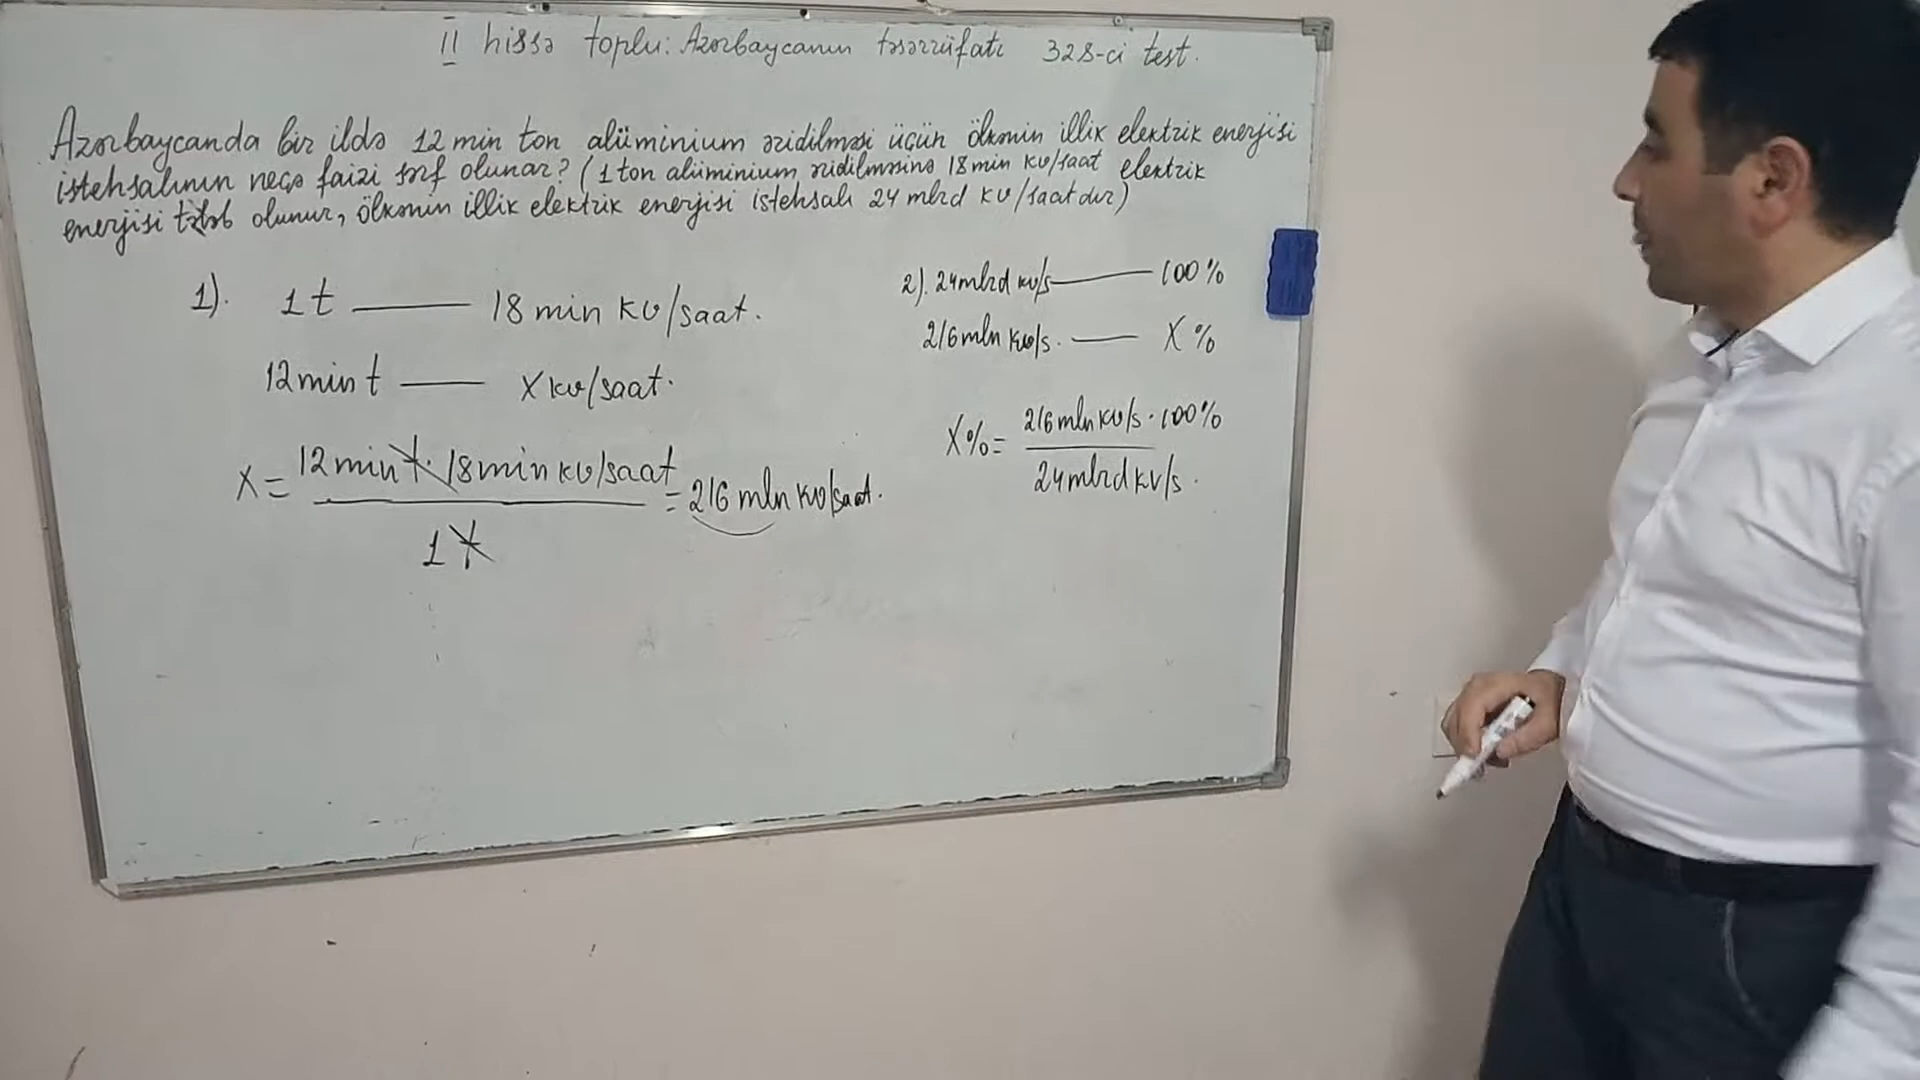 II hissə toplu: Azərbaycanın təsərrüfatı 328-ci test.
Azərbaycanda bir ildə 12 min ton alüminium əridilməsi üçün ölkənin illik elektrik enerjisi
istehsalının neçə faizi sərf olunar? (1 ton alüminium əridilməsinə 18 min kv/saat elektrik
enerjisi tələb olunur, ölkənin illik elektrik enerjisi istehsalı 24 mlrd kv/saatdır)
1). 1 t —— 18 min kv/saat.
12 min t —— X kv/saat.
X = 12 min t · 18 min kv/saat
= 216 mln kv/saat.
1 t
2). 24 mlrd kv/s —— 100 %
216 mln kv/s. —— X %
X% = 216 mln kv/s · 100 %
24 mlrd kv/s.